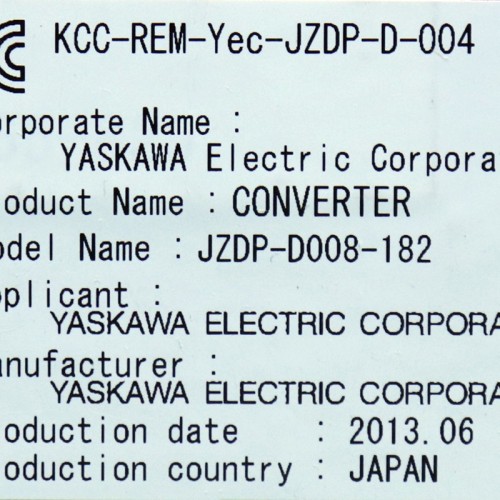 KCC-REM-Yec-JZDP-D-004
orporate Name :
YASKAWA Electric Corpora
oduct Name : CONVERTER
odel Name : JZDP-D008-182
plicant :
YASKAWA ELECTRIC CORPORA
anufacturer :
YASKAWA ELECTRIC CORPORA
oduction date : 2013.06
oduction country : JAPAN